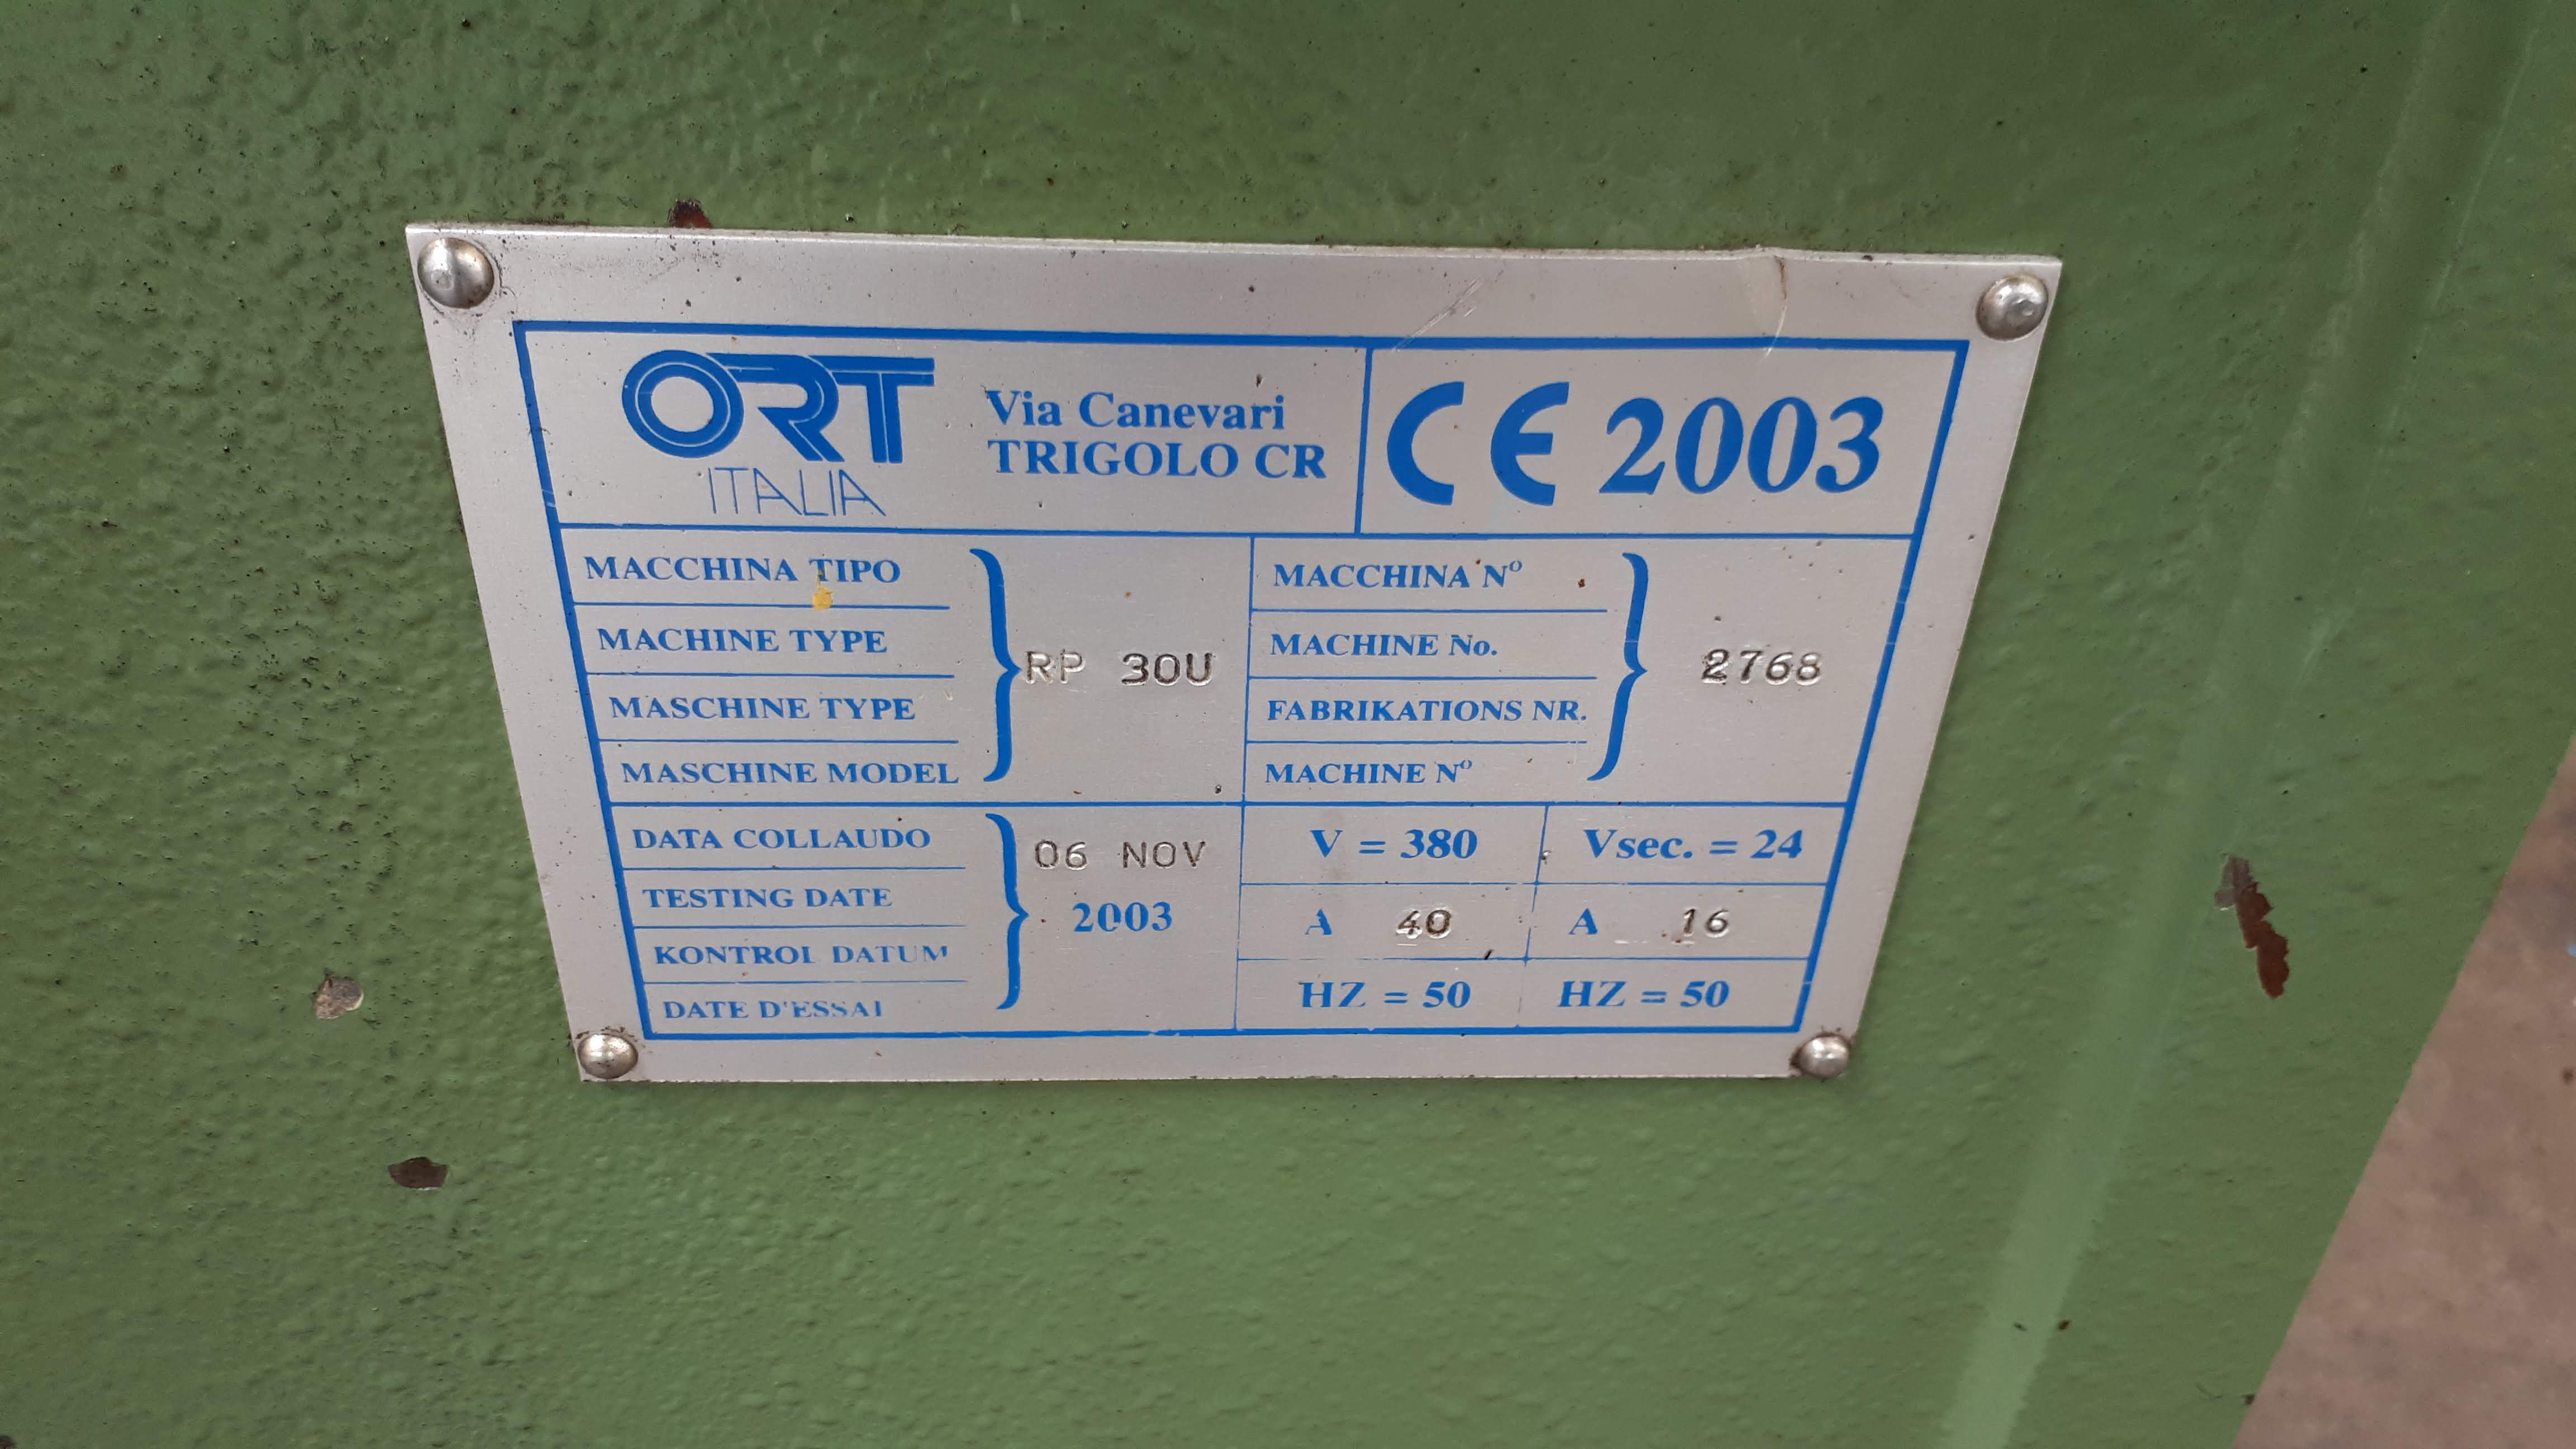 ORT
ITALIA
Via Canevari
TRIGOLO CR
CE 2003
MACCHINA TIPO
MACHINE TYPE
MASCHINE TYPE
MASCHINE MODEL
RP 30U
MACCHINA Nº
MACHINE No.
FABRIKATIONS NR.
MACHINE Nº
2768
DATA COLLAUDO
TESTING DATE
KONTROL DATUM
DATE D'ESSAI
06 NOV
2003
V = 380 Vsec. = 24
A 40 A 16
HZ = 50 HZ = 50